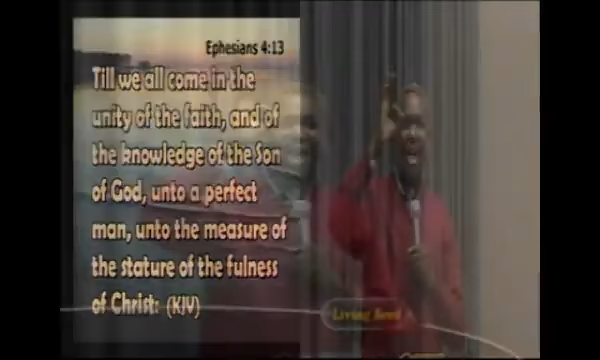 Ephesians 4:13
Till we all come in the
unity of the faith, and of
the knowledge of the Son
of God, unto a perfect
man, unto the measure of
the stature of the fulness
of Christ: (KJV)
Living Seed